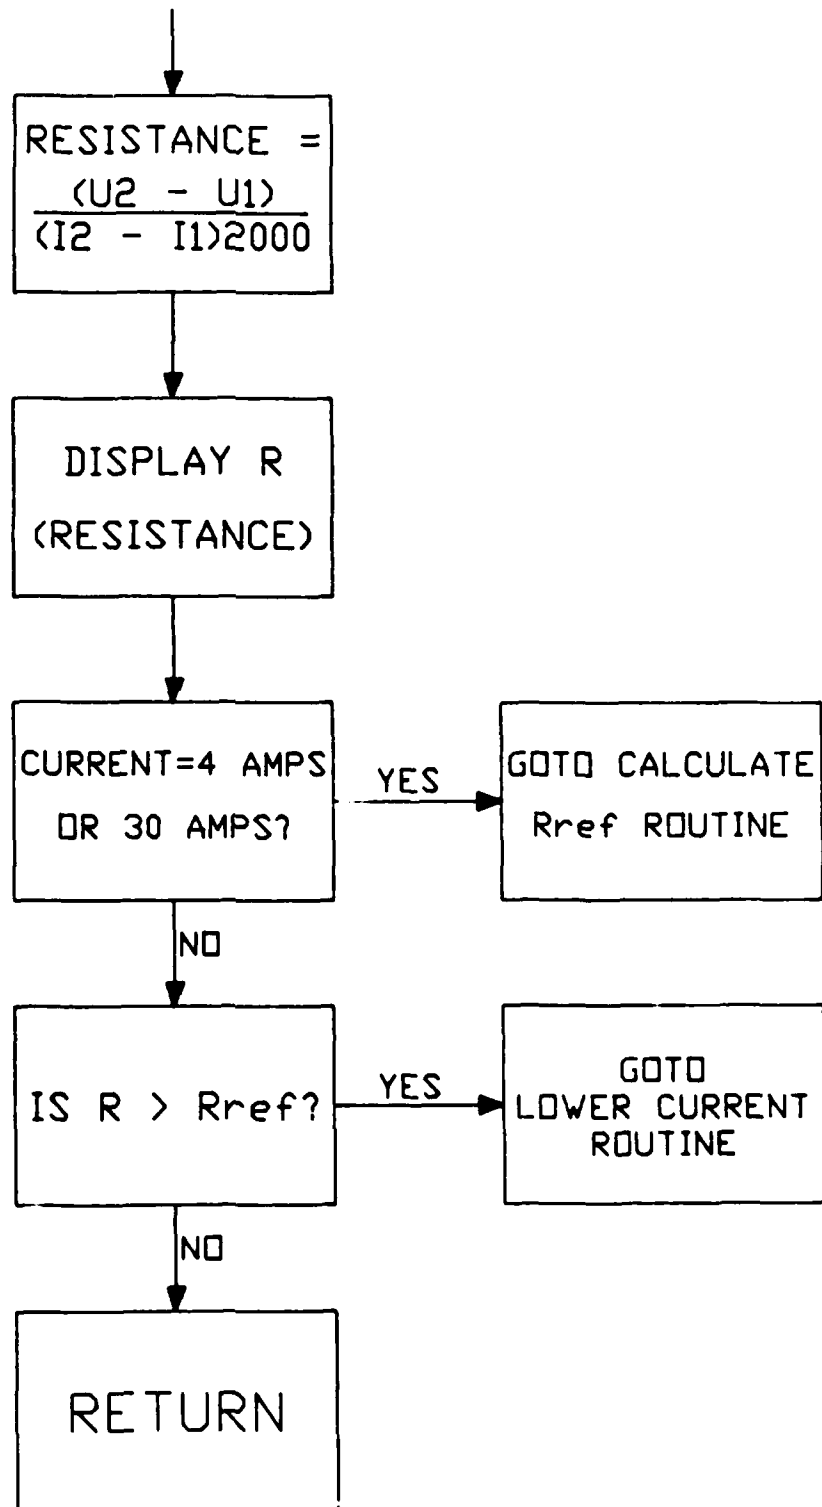 RESISTANCE =
(U2 - U1)
(I2 - I1)2000
DISPLAY R
(RESISTANCE)
CURRENT=4 AMPS
OR 30 AMPS?
YES
GOTO CALCULATE
Rref ROUTINE
NO
IS R > Rref?
YES
GOTO
LOWER CURRENT
ROUTINE
NO
RETURN